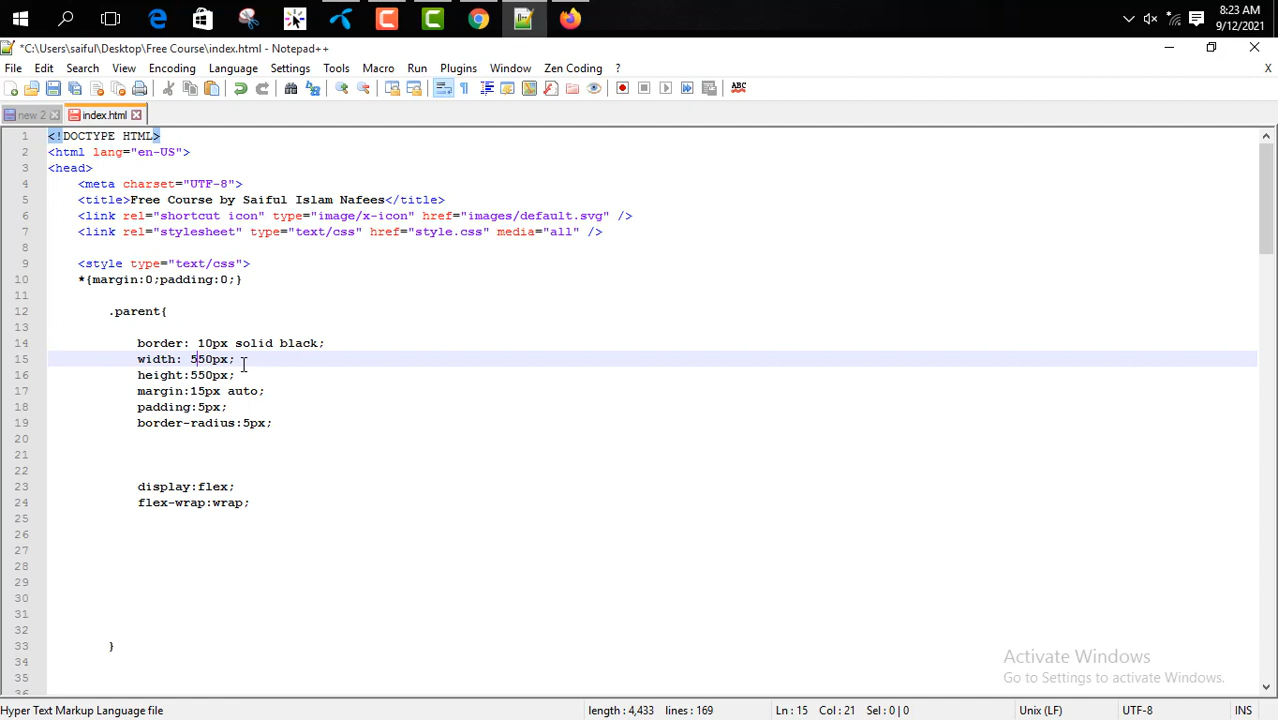 8:23 AM
9/12/2021
*C:\Users\saiful\Desktop\Free Course\index.html - Notepad++
File Edit Search View Encoding Language Settings Tools Macro Run Plugins Window Zen Coding ? X
ABC
new 2 index.html
1 <!DOCTYPE HTML>
2 <html lang="en-US">
3 <head>
4 <meta charset="UTF-8">
5 <title>Free Course by Saiful Islam Nafees</title>
6 <link rel="shortcut icon" type="image/x-icon" href="images/default.svg" />
7 <link rel="stylesheet" type="text/css" href="style.css" media="all" />
8
9 <style type="text/css">
10 *{margin:0;padding:0;}
11
12 .parent{
13
14 border: 10px solid black;
15 width: 550px;
16 height:550px;
17 margin:15px auto;
18 padding:5px;
19 border-radius:5px;
20
21
22
23 display:flex;
24 flex-wrap:wrap;
25
26
27
28
29
30
31
32
33 }
34
35
36
Activate Windows
Go to Settings to activate Windows.
Hyper Text Markup Language file length : 4,433 lines : 169 Ln : 15 Col : 21 Sel : 0 | 0 Unix (LF) UTF-8 INS